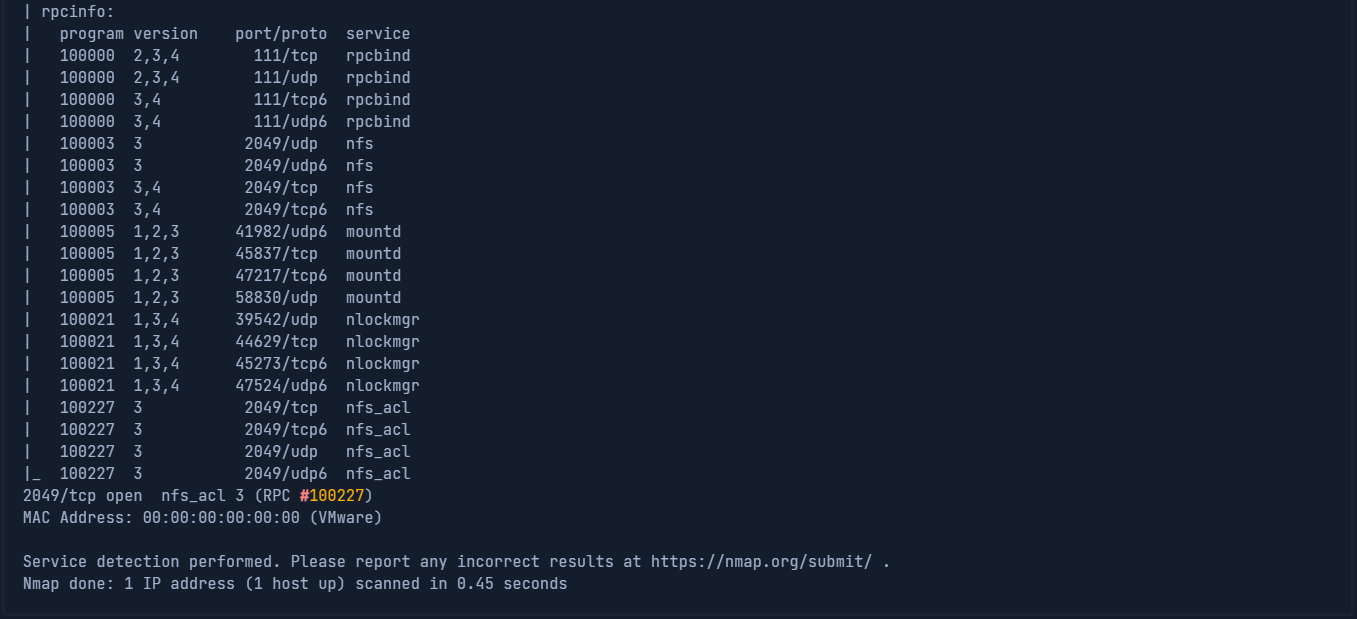 | rpcinfo:
|   program version    port/proto  service
|   100000  2,3,4        111/tcp   rpcbind
|   100000  2,3,4        111/udp   rpcbind
|   100000  3,4          111/tcp6  rpcbind
|   100000  3,4          111/udp6  rpcbind
|   100003  3           2049/udp   nfs
|   100003  3           2049/udp6  nfs
|   100003  3,4         2049/tcp   nfs
|   100003  3,4         2049/tcp6  nfs
|   100005  1,2,3      41982/udp6  mountd
|   100005  1,2,3      45837/tcp   mountd
|   100005  1,2,3      47217/tcp6  mountd
|   100005  1,2,3      58830/udp   mountd
|   100021  1,3,4      39542/udp   nlockmgr
|   100021  1,3,4      44629/tcp   nlockmgr
|   100021  1,3,4      45273/tcp6  nlockmgr
|   100021  1,3,4      47524/udp6  nlockmgr
|   100227  3           2049/tcp   nfs_acl
|   100227  3           2049/tcp6  nfs_acl
|   100227  3           2049/udp   nfs_acl
|_  100227  3           2049/udp6  nfs_acl
2049/tcp open  nfs_acl 3 (RPC #100227)
MAC Address: 00:00:00:00:00:00 (VMware)

Service detection performed. Please report any incorrect results at https://nmap.org/submit/ .
Nmap done: 1 IP address (1 host up) scanned in 0.45 seconds